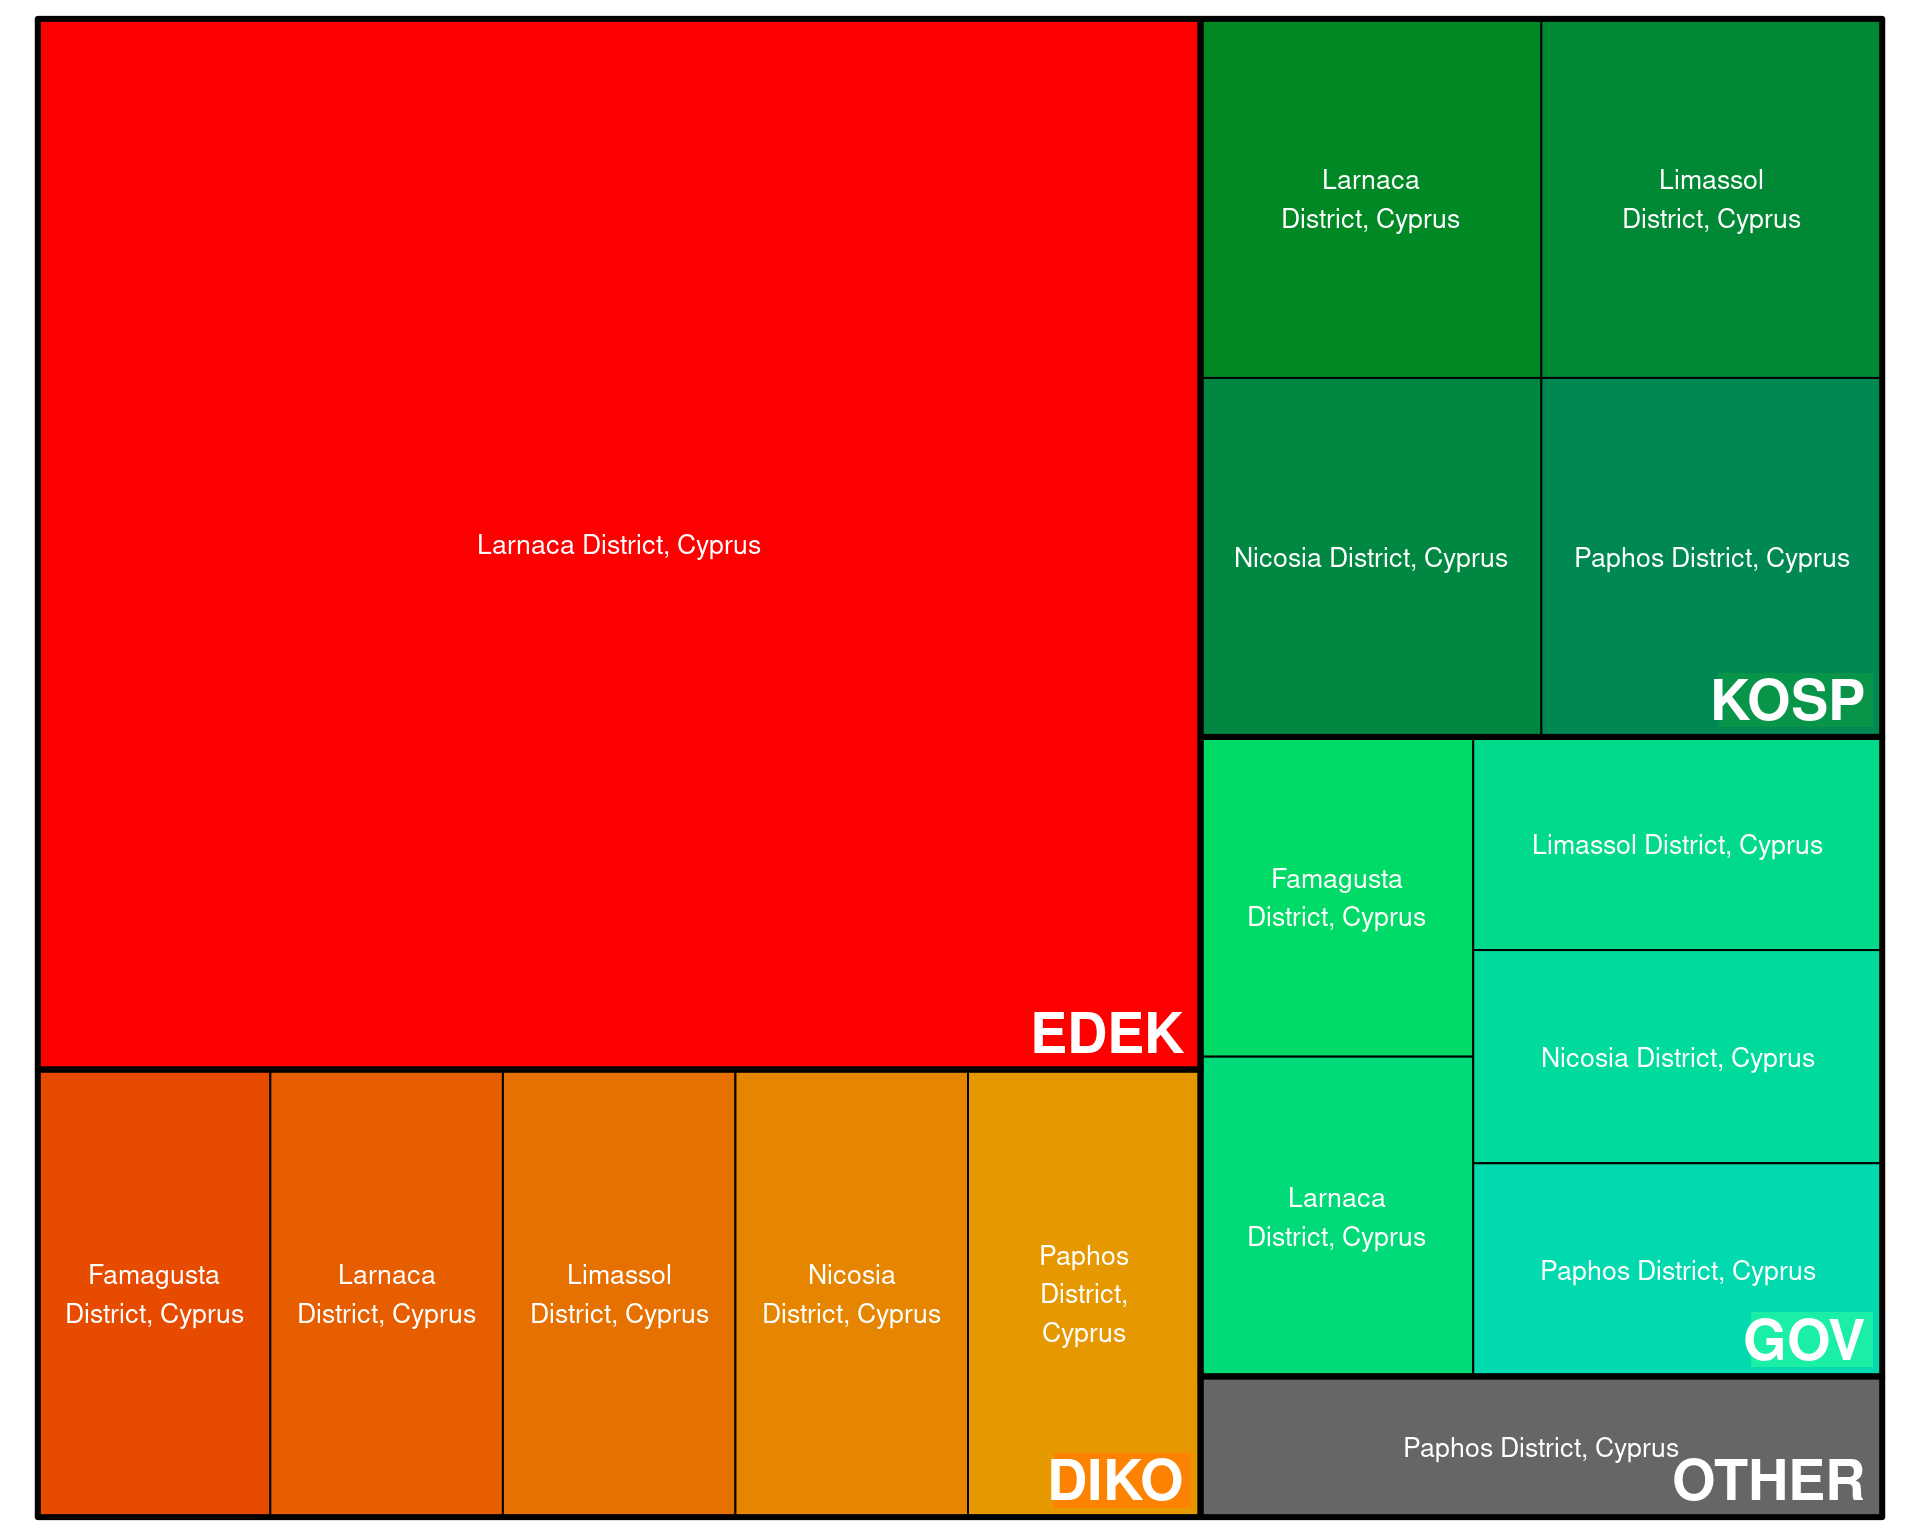 Larnaca District, Cyprus
EDEK
Famagusta
District, Cyprus
Larnaca
District, Cyprus
Limassol
District, Cyprus
Nicosia
District, Cyprus
Paphos
District,
Cyprus
DIKO
Larnaca
District, Cyprus
Limassol
District, Cyprus
Nicosia District, Cyprus
Paphos District, Cyprus
KOSP
Famagusta
District, Cyprus
Larnaca
District, Cyprus
Limassol District, Cyprus
Nicosia District, Cyprus
Paphos District, Cyprus
GOV
Paphos District, Cyprus
OTHER